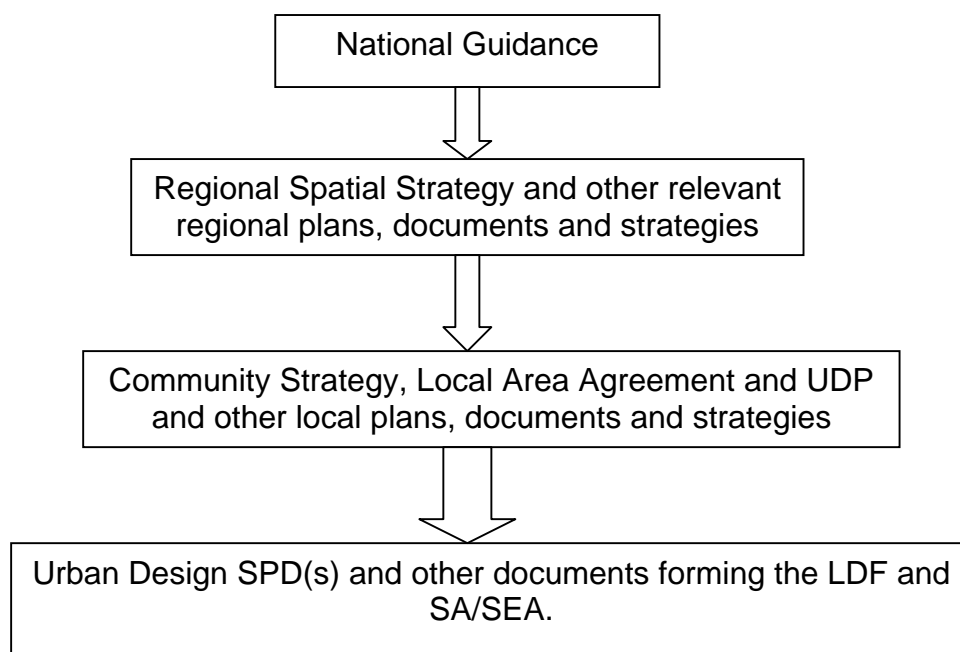 National Guidance
Regional Spatial Strategy and other relevant
regional plans, documents and strategies
Community Strategy, Local Area Agreement and UDP
and other local plans, documents and strategies
Urban Design SPD(s) and other documents forming the LDF and
SA/SEA.